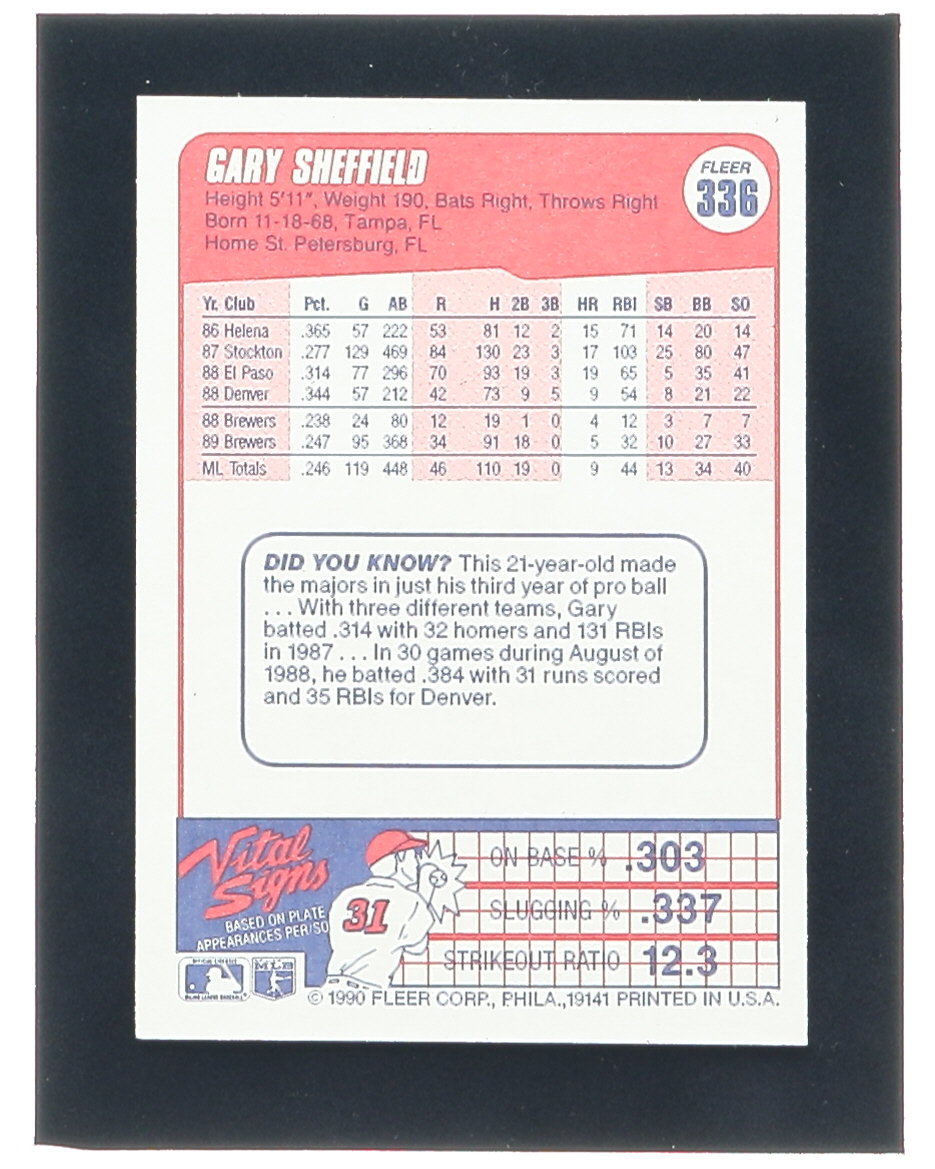 GARY SHEFFIELD
FLEER
336
Height 5'11", Weight 190, Bats Right, Throws Right
Born 11-18-68, Tampa, FL
Home St. Petersburg, FL
Yr. Club Pct. G AB R H 2B 3B HR RBI SB BB SO
86 Helena .365 57 222 53 81 12 2 15 71 14 20 14
87 Stockton .277 129 469 84 130 23 3 17 103 25 80 47
88 El Paso .314 77 296 70 93 19 3 19 65 5 35 41
88 Denver .344 57 212 42 73 9 5 9 54 8 21 22
88 Brewers .238 24 80 12 19 1 0 4 12 3 7 7
89 Brewers .247 95 368 34 91 18 0 5 32 10 27 33
ML Totals .246 119 448 46 110 19 0 9 44 13 34 40
DID YOU KNOW? This 21-year-old made
the majors in just his third year of pro ball
... With three different teams, Gary
batted .314 with 32 homers and 131 RBIs
in 1987 ... In 30 games during August of
1988, he batted .384 with 31 runs scored
and 35 RBIs for Denver.
Vital
Signs
BASED ON PLATE
APPEARANCES PER/SO
31
ON BASE % .303
SLUGGING % .337
STRIKEOUT RATIO 12.3
MLB
© 1990 FLEER CORP., PHILA., 19141 PRINTED IN U.S.A.